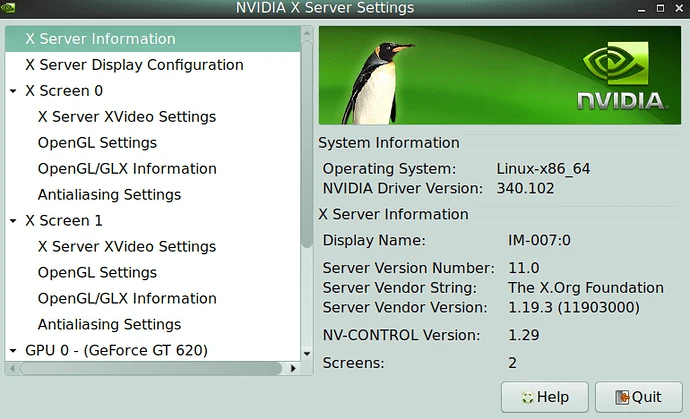 NVIDIA X Server Settings
X Server Information
X Server Display Configuration
X Screen 0
X Server XVideo Settings
OpenGL Settings
OpenGL/GLX Information
Antialiasing Settings
X Screen 1
X Server XVideo Settings
OpenGL Settings
OpenGL/GLX Information
Antialiasing Settings
GPU 0 - (GeForce GT 620)
NVIDIA.
System Information
Operating System: Linux-x86_64
NVIDIA Driver Version: 340.102
X Server Information
Display Name: IM-007:0
Server Version Number: 11.0
Server Vendor String: The X.Org Foundation
Server Vendor Version: 1.19.3 (11903000)
NV-CONTROL Version: 1.29
Screens: 2
Help Quit